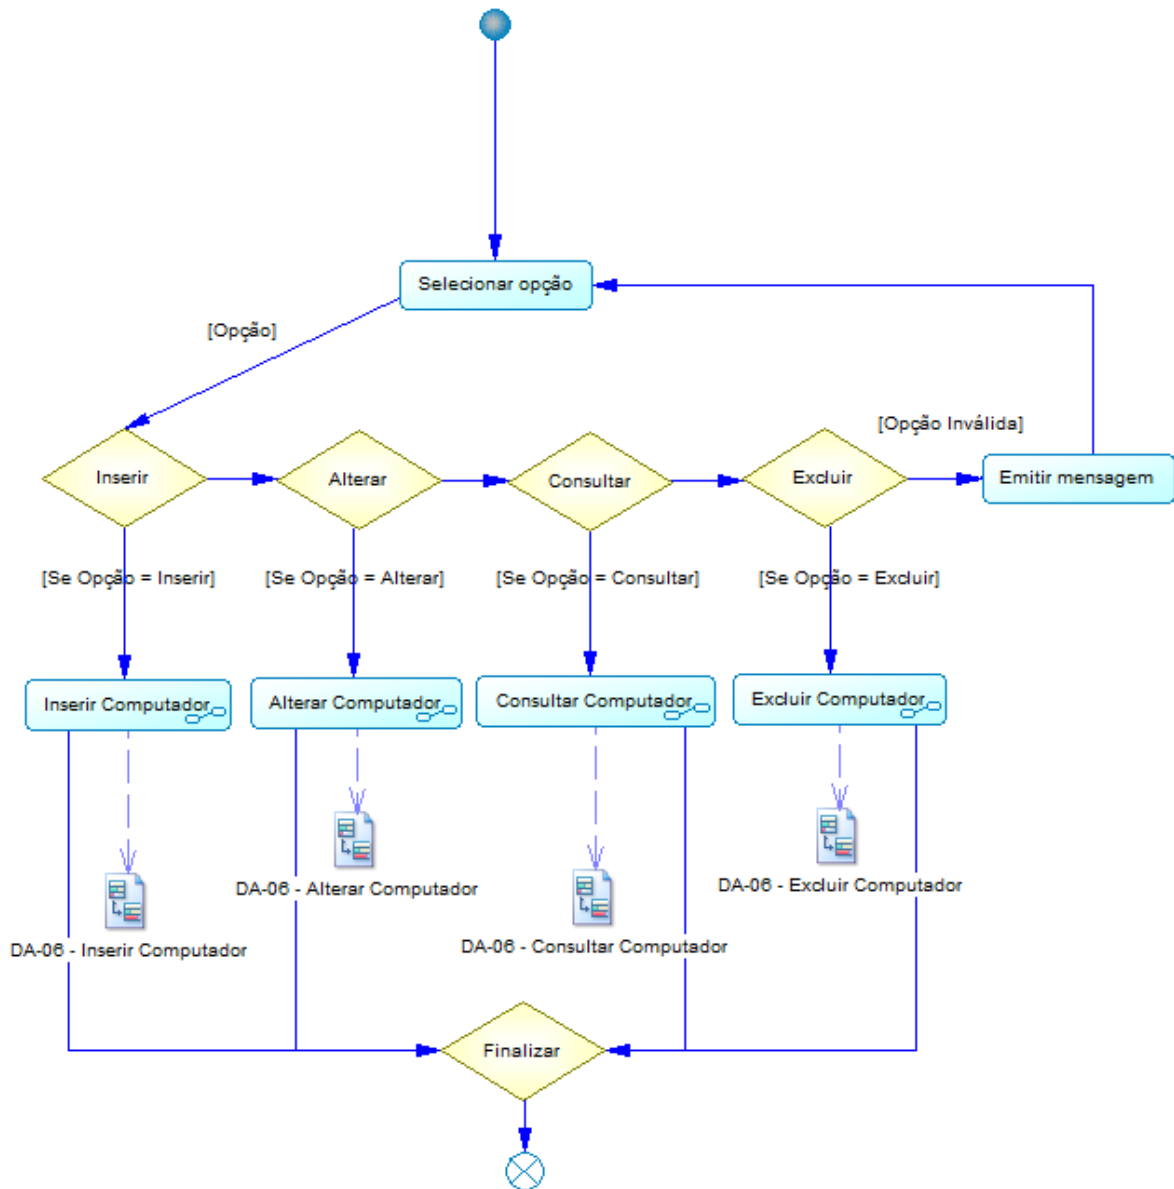 Selecionar opção
[Opção]
[Opção Inválida]
Inserir
Alterar
Consultar
Excluir
Emitir mensagem
[Se Opção = Inserir]
[Se Opção = Alterar]
[Se Opção = Consultar]
[Se Opção = Excluir]
Inserir Computador
Alterar Computador
Consultar Computador
Excluir Computador
DA-06 - Alterar Computador
DA-06 - Excluir Computador
DA-06 - Inserir Computador
DA-06 - Consultar Computador
Finalizar